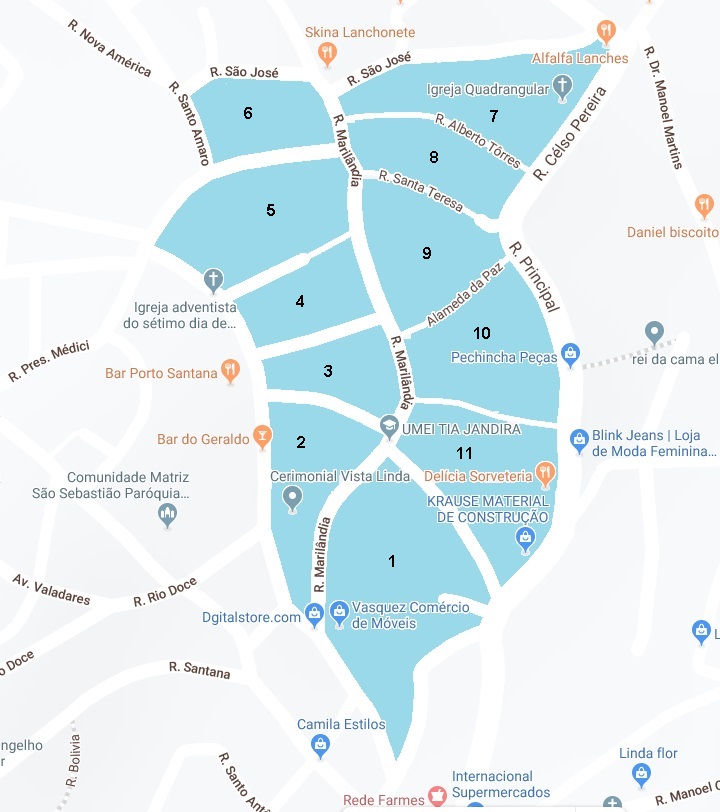 R. Nova América
Skina Lanchonete
Alfalfa Lanches
R. São José
R. São José
Igreja Quadrangular
R. Dr. Manoel Martins
R. Santo Amaro
6
7
R. Marilândia
R. Alberto Tôrres
R. Célso Pereira
8
R. Santa Teresa
5
Daniel biscoito
9
R. Principal
Alameda da Paz
Igreja adventista
do sétimo dia de...
4
10
R. Pres. Médici
R. Marilândia
Pechincha Peças
rei da cama el
Bar Porto Santana
3
UMEI TIA JANDIRA
Bar do Geraldo
2
Blink Jeans | Loja
de Moda Feminina...
11
Cerimonial Vista Linda
Delícia Sorveteria
Comunidade Matriz
São Sebastião Paróquia...
KRAUSE MATERIAL
DE CONSTRUÇÃO
R. Marilândia
1
Av. Valadares
R. Rio Doce
Dgitalstore.com
Vasquez Comércio
de Móveis
L
o Doce
R. Santana
Camila Estilos
ngelho
r
R. Bolívia
Linda flor
R. Santo Antô
Internacional
Supermercados
Rede Farmes
R. Manoel C